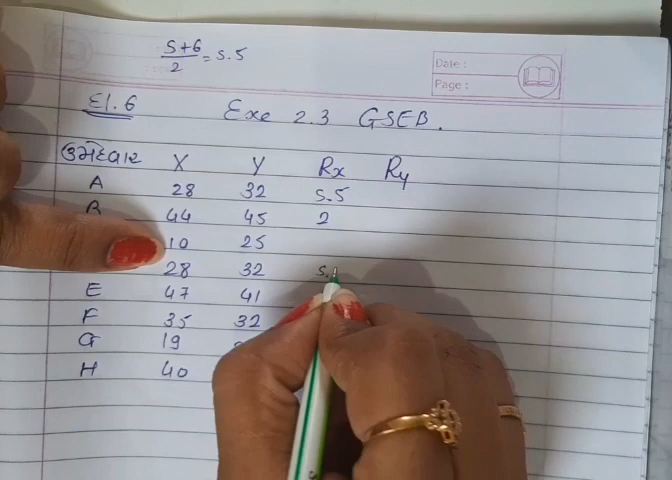 5+6
2 = 5.5
Date :
Page :
દા.6 Exe 2.3 GSEB.
ઉમેદવાર X Y Rx Ry
A 28 32 5.5
B 44 45 2
10 25
28 32 5.
E 47 41
F 35 32
G 19
H 40